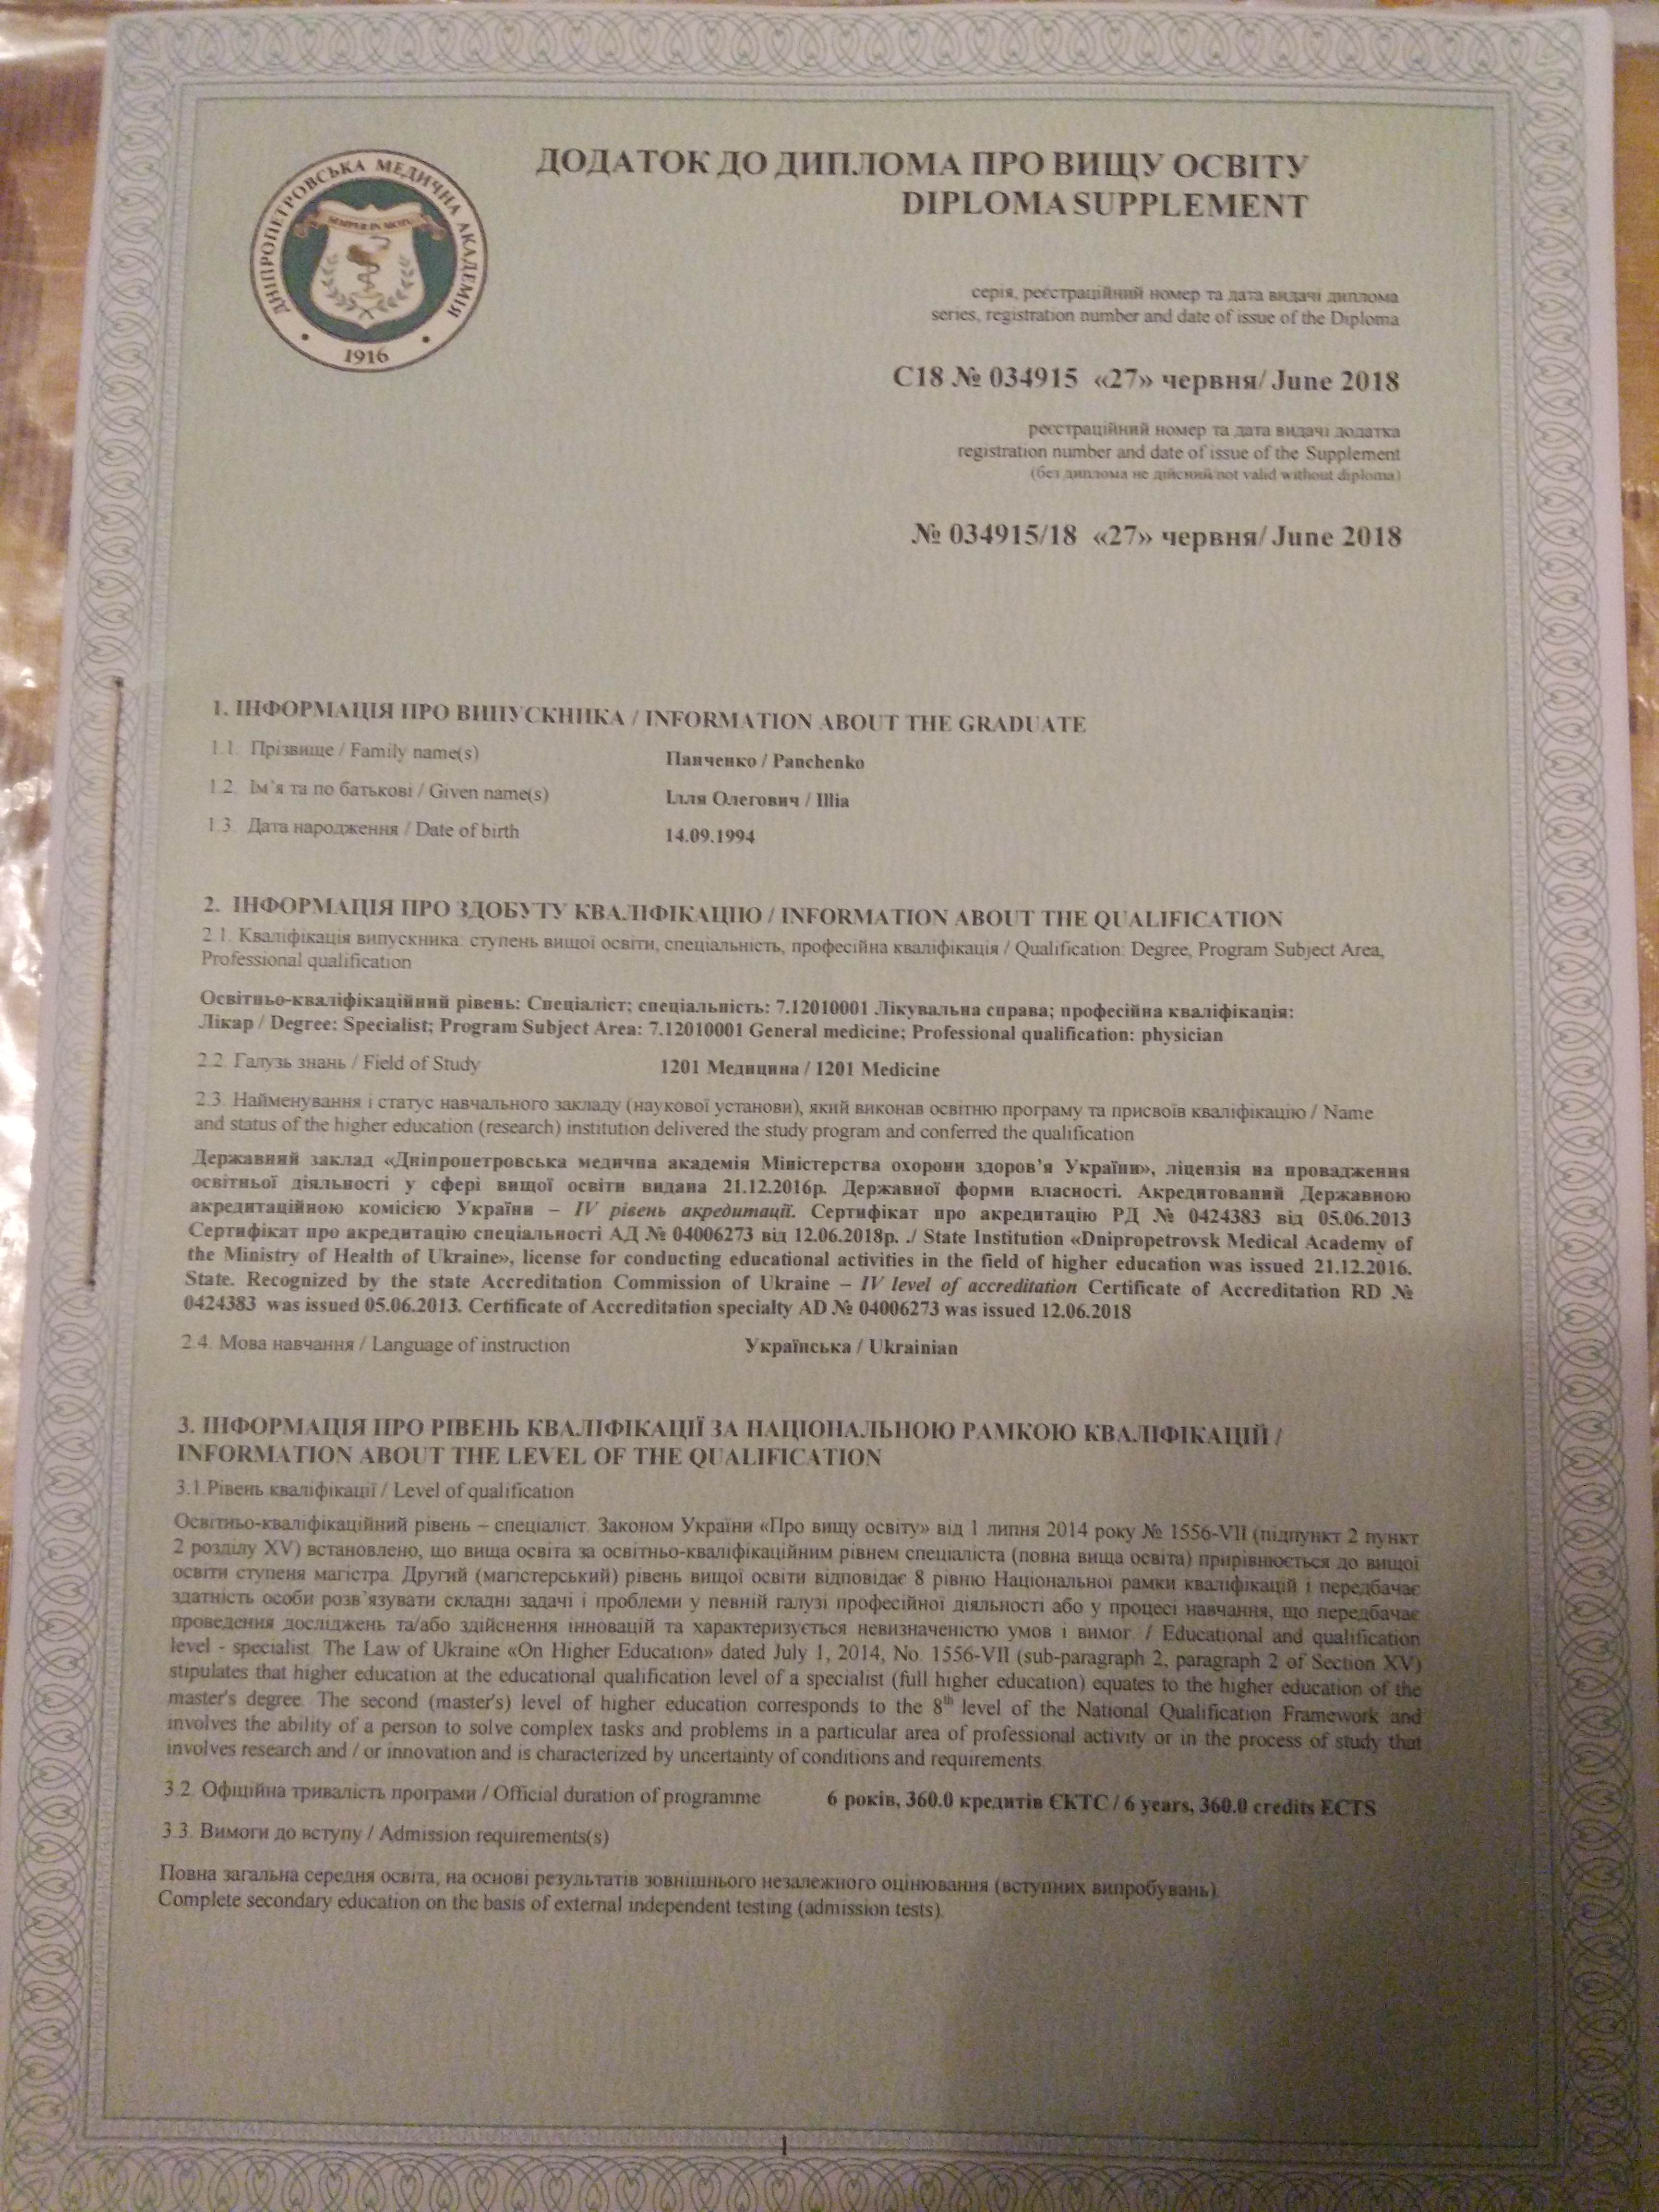 ДНІПРОПЕТРОВСЬКА МЕДИЧНА АКАДЕМІЯ
SEMPER IN MOTU
1916
ДОДАТОК ДО ДИПЛОМА ПРО ВИЩУ ОСВІТУ
DIPLOMA SUPPLEMENT
серія, реєстраційний номер та дата видачі диплома
series, registration number and date of issue of the Diploma
С18 № 034915 «27» червня/ June 2018
реєстраційний номер та дата видачі додатка
registration number and date of issue of the Supplement
(без диплома не дійсний/not valid without diploma)
№ 034915/18 «27» червня/ June 2018
1. ІНФОРМАЦІЯ ПРО ВИПУСКНИКА / INFORMATION ABOUT THE GRADUATE
1.1. Прізвище / Family name(s) Панченко / Panchenko
1.2. Ім'я та по батькові / Given name(s) Ілля Олегович / Illia
1.3. Дата народження / Date of birth 14.09.1994
2. ІНФОРМАЦІЯ ПРО ЗДОБУТУ КВАЛІФІКАЦІЮ / INFORMATION ABOUT THE QUALIFICATION
2.1. Кваліфікація випускника: ступень вищої освіти, спеціальність, професійна кваліфікація / Qualification: Degree, Program Subject Area,
Professional qualification
Освітньо-кваліфікаційний рівень: Спеціаліст; спеціальність: 7.12010001 Лікувальна справа; професійна кваліфікація:
Лікар / Degree: Specialist; Program Subject Area: 7.12010001 General medicine; Professional qualification: physician
2.2. Галузь знань / Field of Study 1201 Медицина / 1201 Medicine
2.3. Найменування і статус навчального закладу (наукової установи), який виконав освітню програму та присвоїв кваліфікацію / Name
and status of the higher education (research) institution delivered the study program and conferred the qualification
Державний заклад «Дніпропетровська медична академія Міністерства охорони здоров'я України», ліцензія на провадження
освітньої діяльності у сфері вищої освіти видана 21.12.2016р. Державної форми власності. Акредитований Державною
акредитаційною комісією України – IV рівень акредитації. Сертифікат про акредитацію РД № 0424383 від 05.06.2013
Сертифікат про акредитацію спеціальності АД № 04006273 від 12.06.2018р. ./ State Institution «Dnipropetrovsk Medical Academy of
the Ministry of Health of Ukraine», license for conducting educational activities in the field of higher education was issued 21.12.2016.
State. Recognized by the state Accreditation Commission of Ukraine – IV level of accreditation Certificate of Accreditation RD №
0424383 was issued 05.06.2013. Certificate of Accreditation specialty AD № 04006273 was issued 12.06.2018
2.4. Мова навчання / Language of instruction Українська / Ukrainian
3. ІНФОРМАЦІЯ ПРО РІВЕНЬ КВАЛІФІКАЦІЇ ЗА НАЦІОНАЛЬНОЮ РАМКОЮ КВАЛІФІКАЦІЙ /
INFORMATION ABOUT THE LEVEL OF THE QUALIFICATION
3.1.Рівень кваліфікації / Level of qualification
Освітньо-кваліфікаційний рівень – спеціаліст. Законом України «Про вищу освіту» від 1 липня 2014 року № 1556-VII (підпункт 2 пункт
2 розділу XV) встановлено, що вища освіта за освітньо-кваліфікаційним рівнем спеціаліста (повна вища освіта) прирівнюється до вищої
освіти ступеня магістра. Другий (магістерський) рівень вищої освіти відповідає 8 рівню Національної рамки кваліфікацій і передбачає
здатність особи розв'язувати складні задачі і проблеми у певній галузі професійної діяльності або у процесі навчання, що передбачає
проведення досліджень та/або здійснення інновацій та характеризується невизначеністю умов і вимог. / Educational and qualification
level - specialist. The Law of Ukraine «On Higher Education» dated July 1, 2014, No. 1556-VII (sub-paragraph 2, paragraph 2 of Section XV)
stipulates that higher education at the educational qualification level of a specialist (full higher education) equates to the higher education of the
master's degree. The second (master's) level of higher education corresponds to the 8th level of the National Qualification Framework and
involves the ability of a person to solve complex tasks and problems in a particular area of professional activity or in the process of study that
involves research and / or innovation and is characterized by uncertainty of conditions and requirements.
3.2. Офіційна тривалість програми / Official duration of programme 6 років, 360.0 кредитів ЄКТС / 6 years, 360.0 credits ECTS
3.3. Вимоги до вступу / Admission requirements(s)
Повна загальна середня освіта, на основі результатів зовнішнього незалежного оцінювання (вступних випробувань).
Complete secondary education on the basis of external independent testing (admission tests).
1